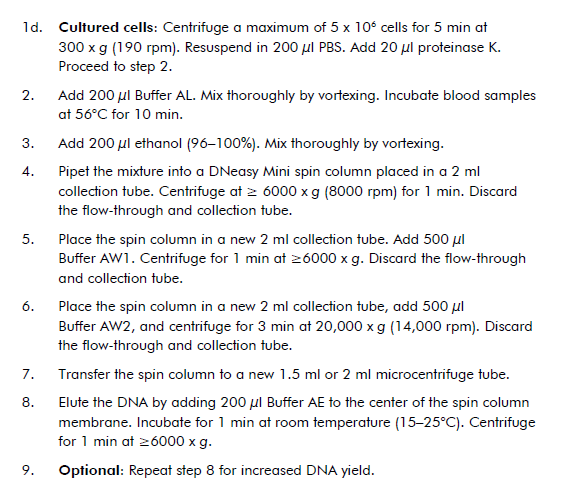 1d. Cultured cells: Centrifuge a maximum of 5 x 10⁶ cells for 5 min at
300 x g (190 rpm). Resuspend in 200 µl PBS. Add 20 µl proteinase K.
Proceed to step 2.
2. Add 200 µl Buffer AL. Mix thoroughly by vortexing. Incubate blood samples
at 56°C for 10 min.
3. Add 200 µl ethanol (96–100%). Mix thoroughly by vortexing.
4. Pipet the mixture into a DNeasy Mini spin column placed in a 2 ml
collection tube. Centrifuge at ≥ 6000 x g (8000 rpm) for 1 min. Discard
the flow-through and collection tube.
5. Place the spin column in a new 2 ml collection tube. Add 500 µl
Buffer AW1. Centrifuge for 1 min at ≥6000 x g. Discard the flow-through
and collection tube.
6. Place the spin column in a new 2 ml collection tube, add 500 µl
Buffer AW2, and centrifuge for 3 min at 20,000 x g (14,000 rpm). Discard
the flow-through and collection tube.
7. Transfer the spin column to a new 1.5 ml or 2 ml microcentrifuge tube.
8. Elute the DNA by adding 200 µl Buffer AE to the center of the spin column
membrane. Incubate for 1 min at room temperature (15–25°C). Centrifuge
for 1 min at ≥6000 x g.
9. Optional: Repeat step 8 for increased DNA yield.